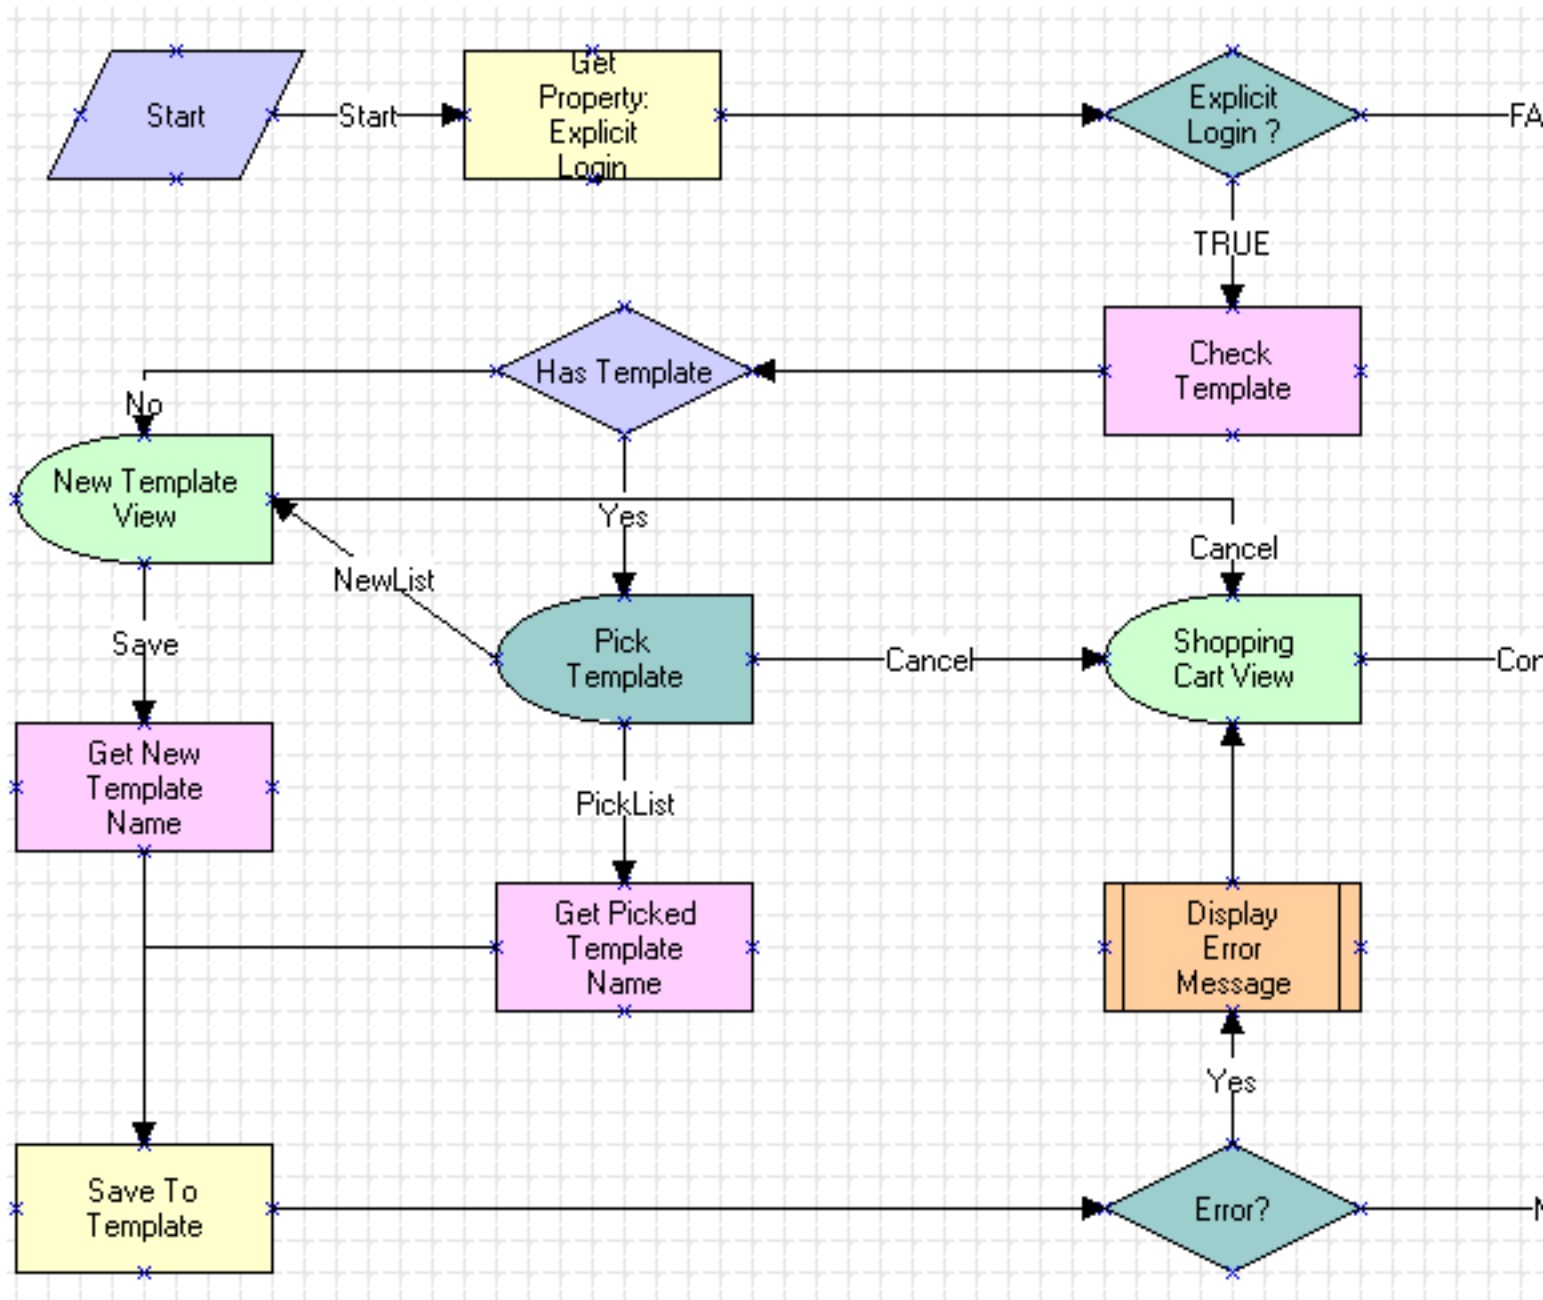 Start
Start
Get
Property:
Explicit
Login
Explicit
Login ?
FA
TRUE
Has Template
Check
Template
No
New Template
View
Yes
Cancel
NewList
Save
Pick
Template
Cancel
Shopping
Cart View
Con
Get New
Template
Name
PickList
Get Picked
Template
Name
Display
Error
Message
Yes
Save To
Template
Error?